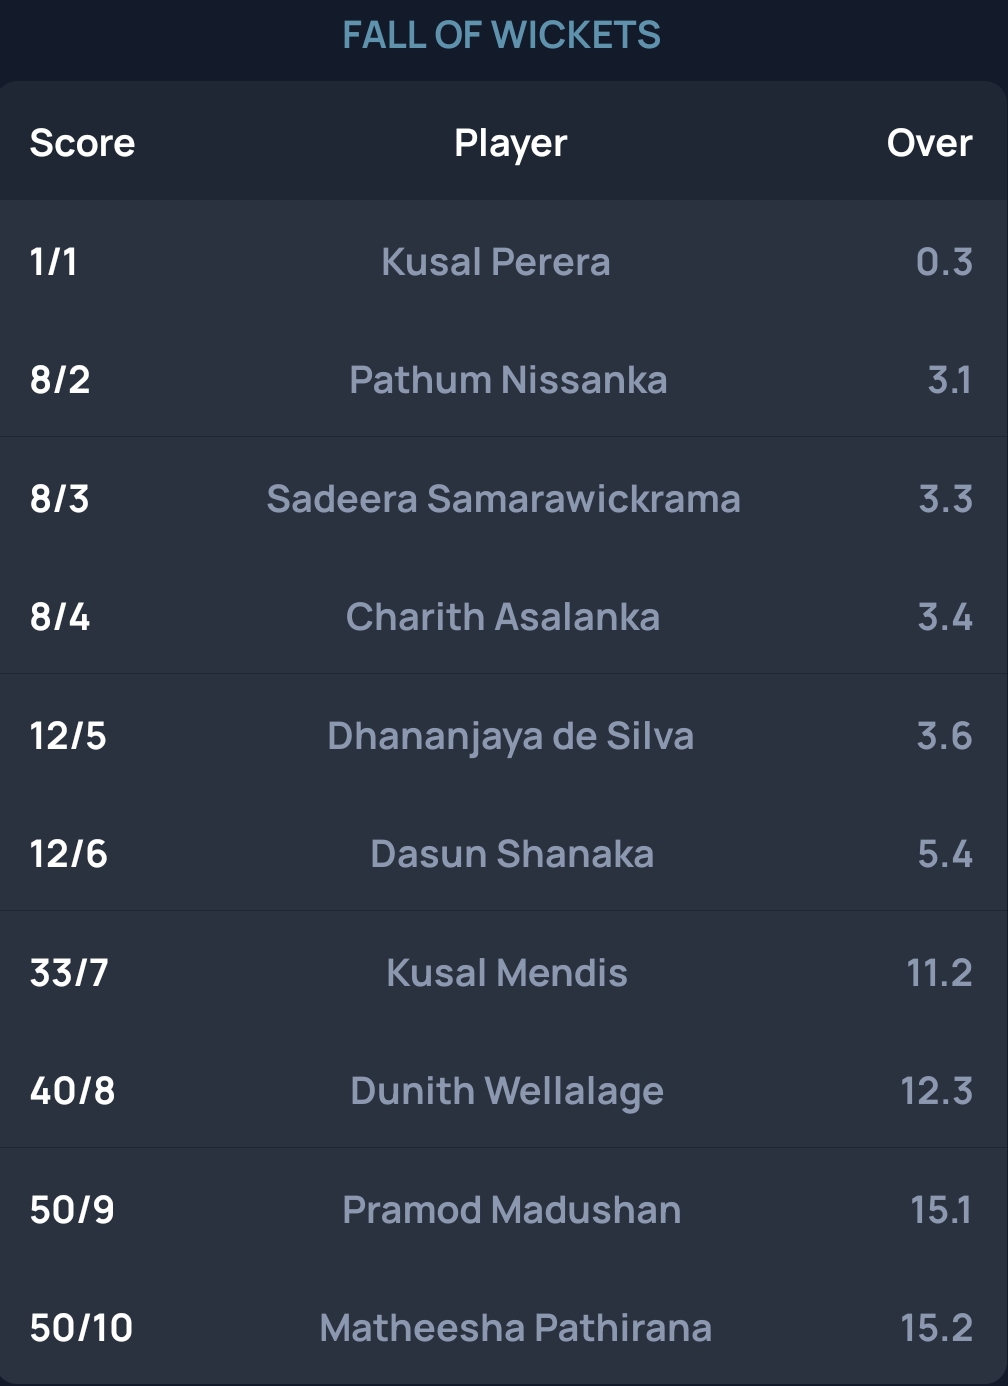 FALL OF WICKETS
Score Player Over
1/1 Kusal Perera 0.3
8/2 Pathum Nissanka 3.1
8/3 Sadeera Samarawickrama 3.3
8/4 Charith Asalanka 3.4
12/5 Dhananjaya de Silva 3.6
12/6 Dasun Shanaka 5.4
33/7 Kusal Mendis 11.2
40/8 Dunith Wellalage 12.3
50/9 Pramod Madushan 15.1
50/10 Matheesha Pathirana 15.2